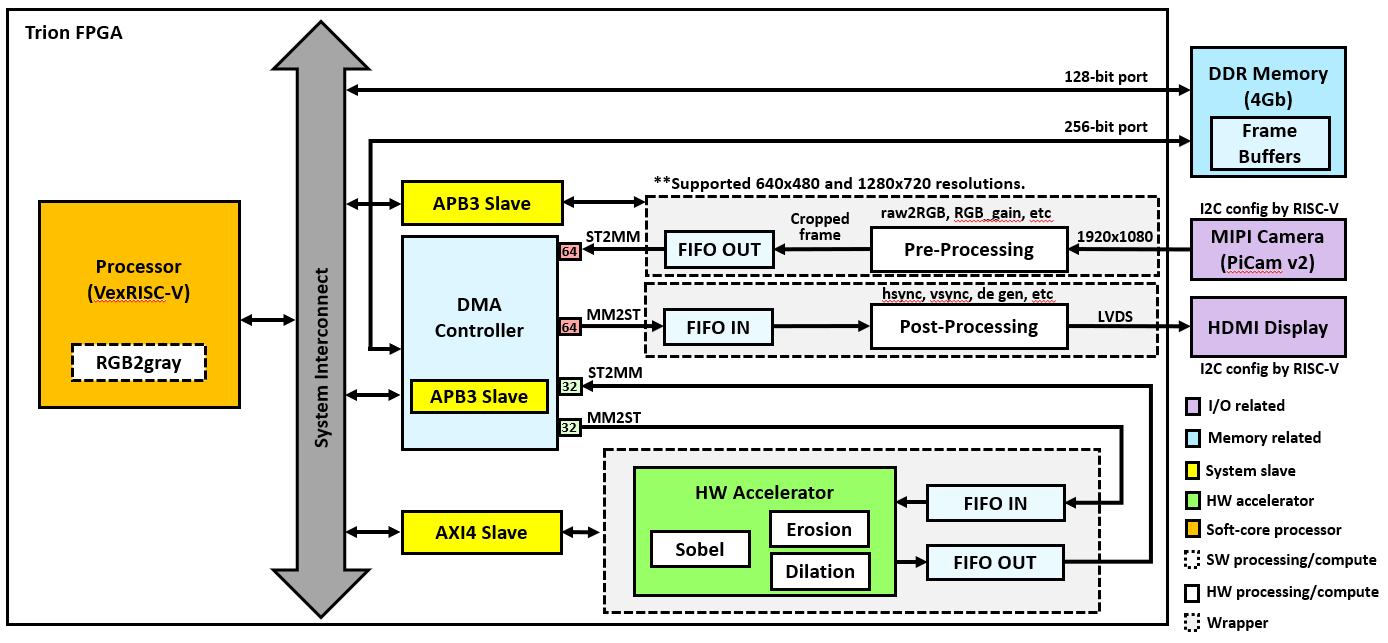 Trion FPGA
128-bit port
DDR Memory
(4Gb)
Frame
Buffers
256-bit port
**Supported 640x480 and 1280x720 resolutions.
APB3 Slave
I2C config by RISC-V
raw2RGB, RGB_gain, etc
Cropped
frame
ST2MM
64
FIFO OUT
Pre-Processing
1920x1080
MIPI Camera
(PiCam v2)
Processor
(VexRISC-V)
RGB2gray
System Interconnect
DMA
Controller
hsync, vsync, de gen, etc
MM2ST
64
FIFO IN
Post-Processing
LVDS
HDMI Display
I2C config by RISC-V
ST2MM
32
APB3 Slave
MM2ST
32
HW Accelerator
FIFO IN
Erosion
Sobel
Dilation
FIFO OUT
AXI4 Slave
I/O related
Memory related
System slave
HW accelerator
Soft-core processor
SW processing/compute
HW processing/compute
Wrapper